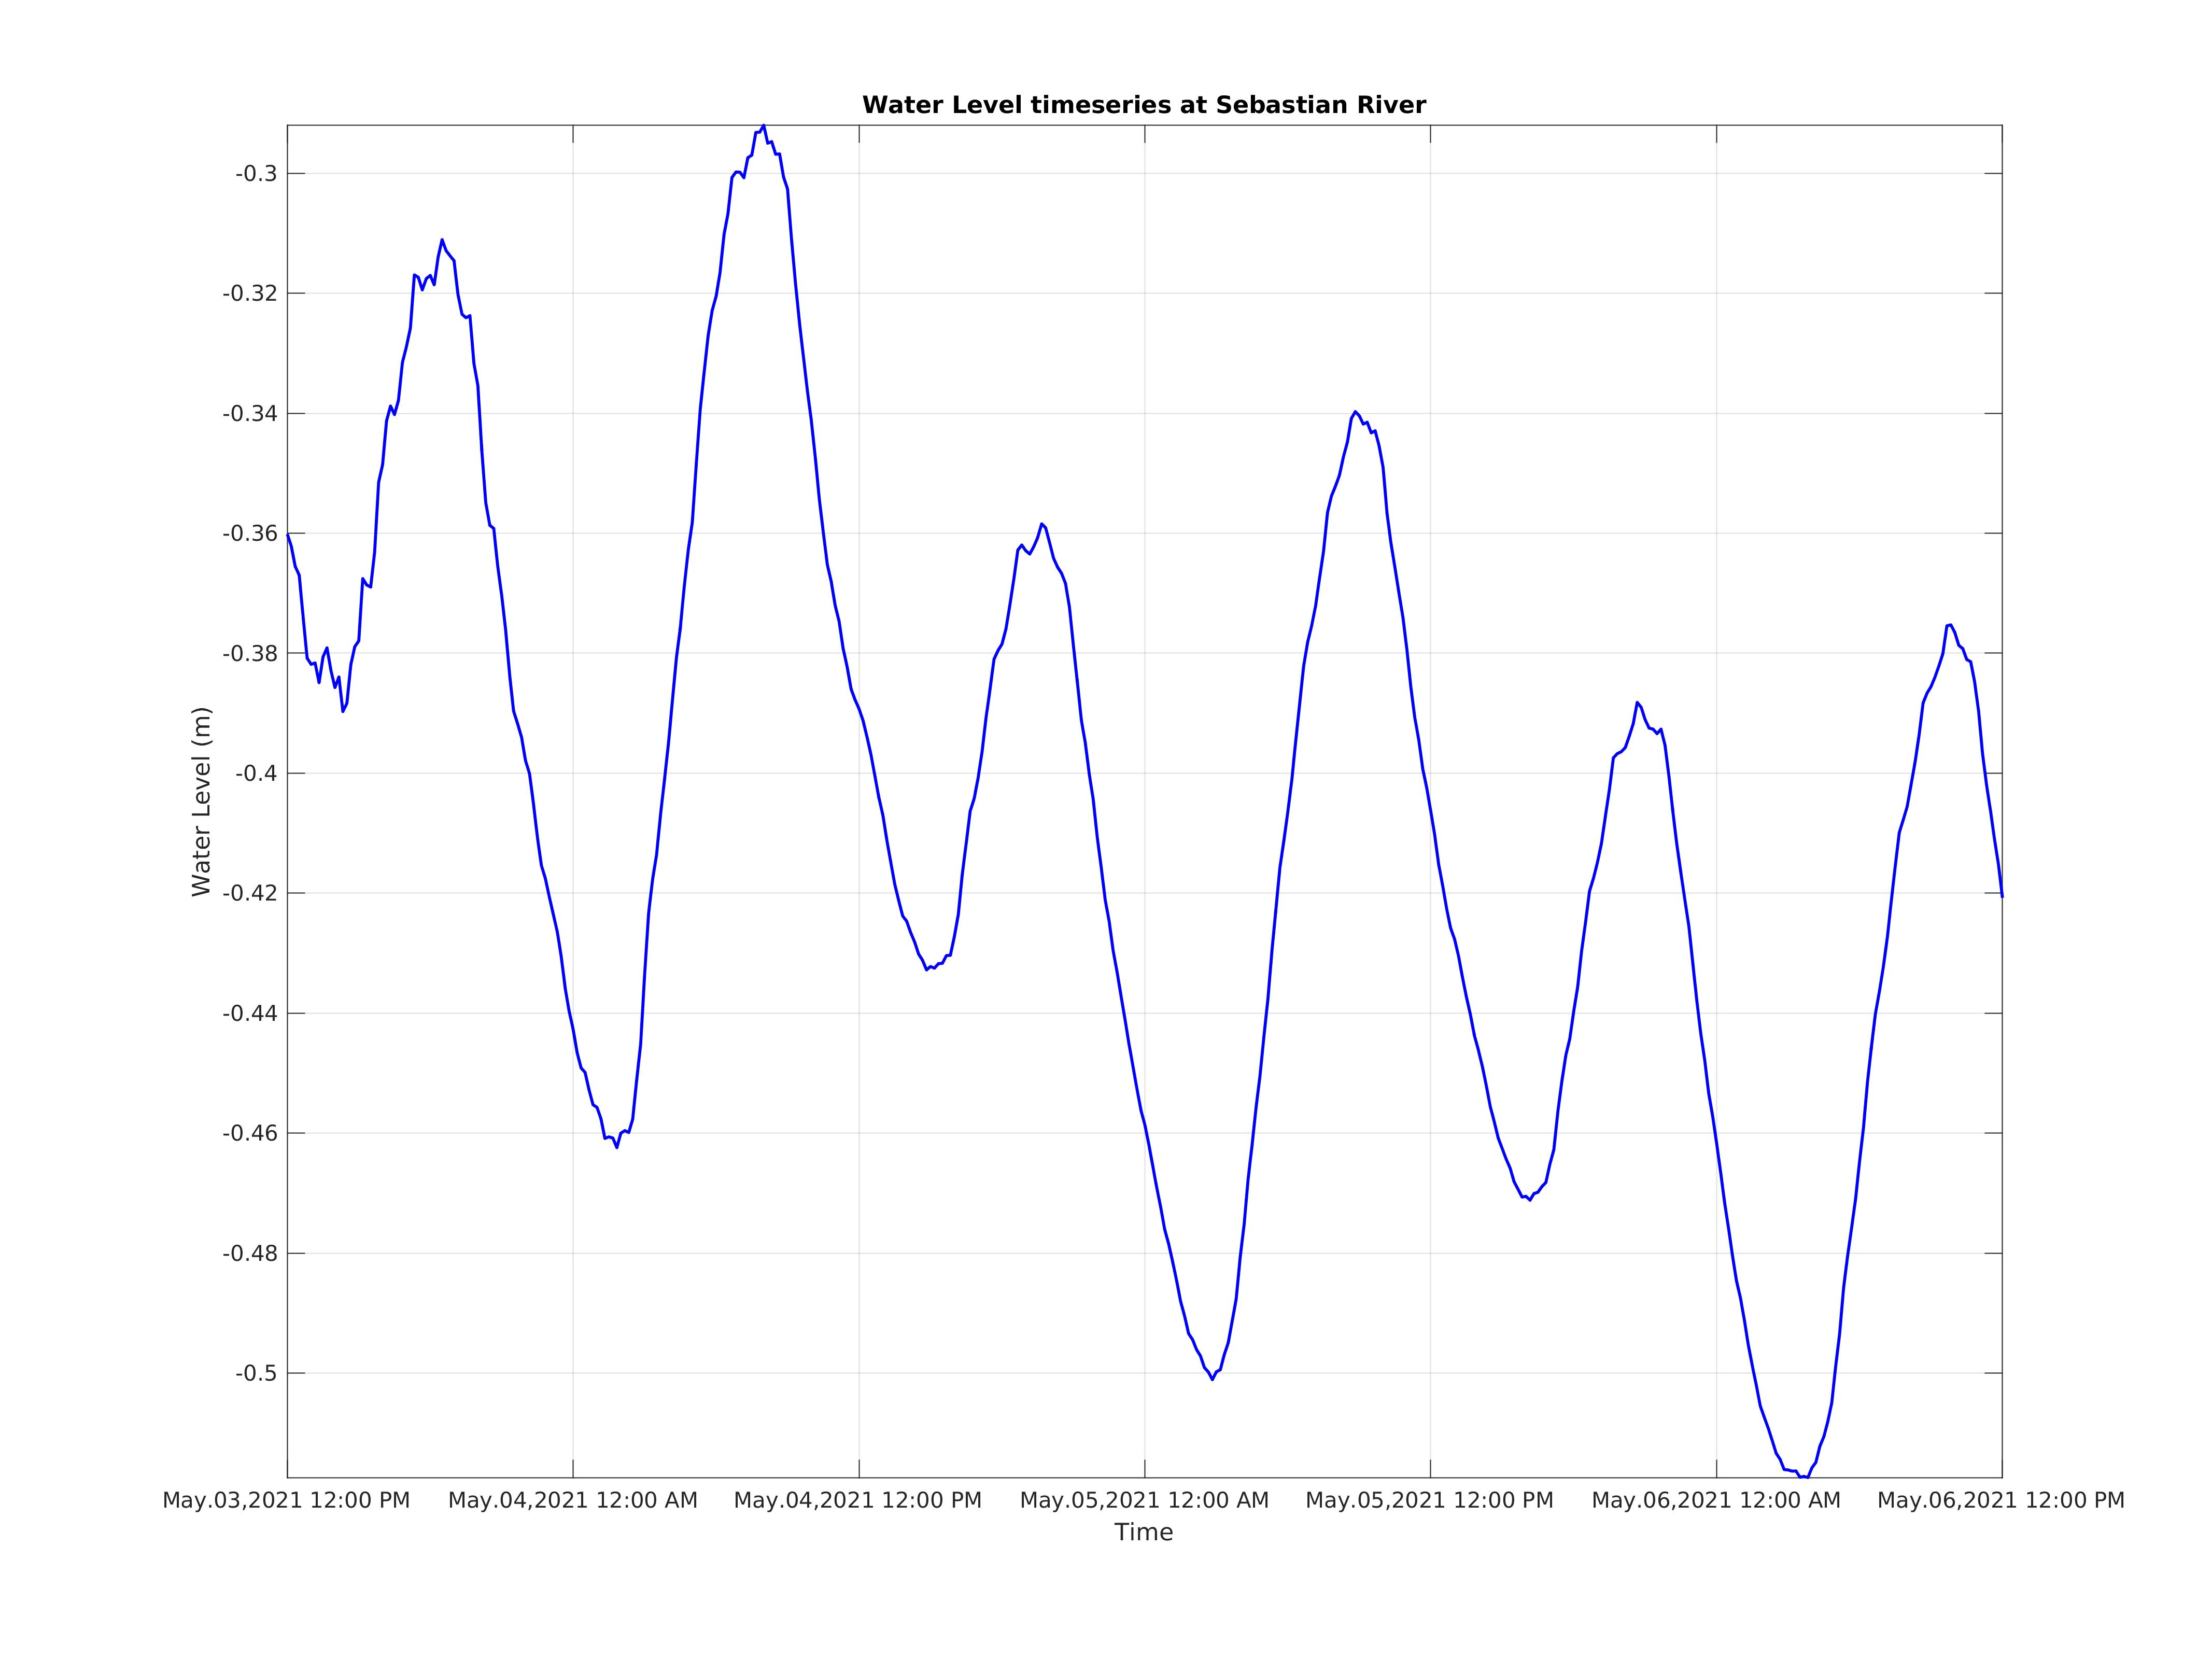 Water Level timeseries at Sebastian River
-0.3
-0.32
-0.34
-0.36
-0.38
-0.4
-0.42
-0.44
-0.46
-0.48
-0.5
Water Level (m)
May.03,2021 12:00 PM May.04,2021 12:00 AM May.04,2021 12:00 PM May.05,2021 12:00 AM May.05,2021 12:00 PM May.06,2021 12:00 AM May.06,2021 12:00 PM
Time